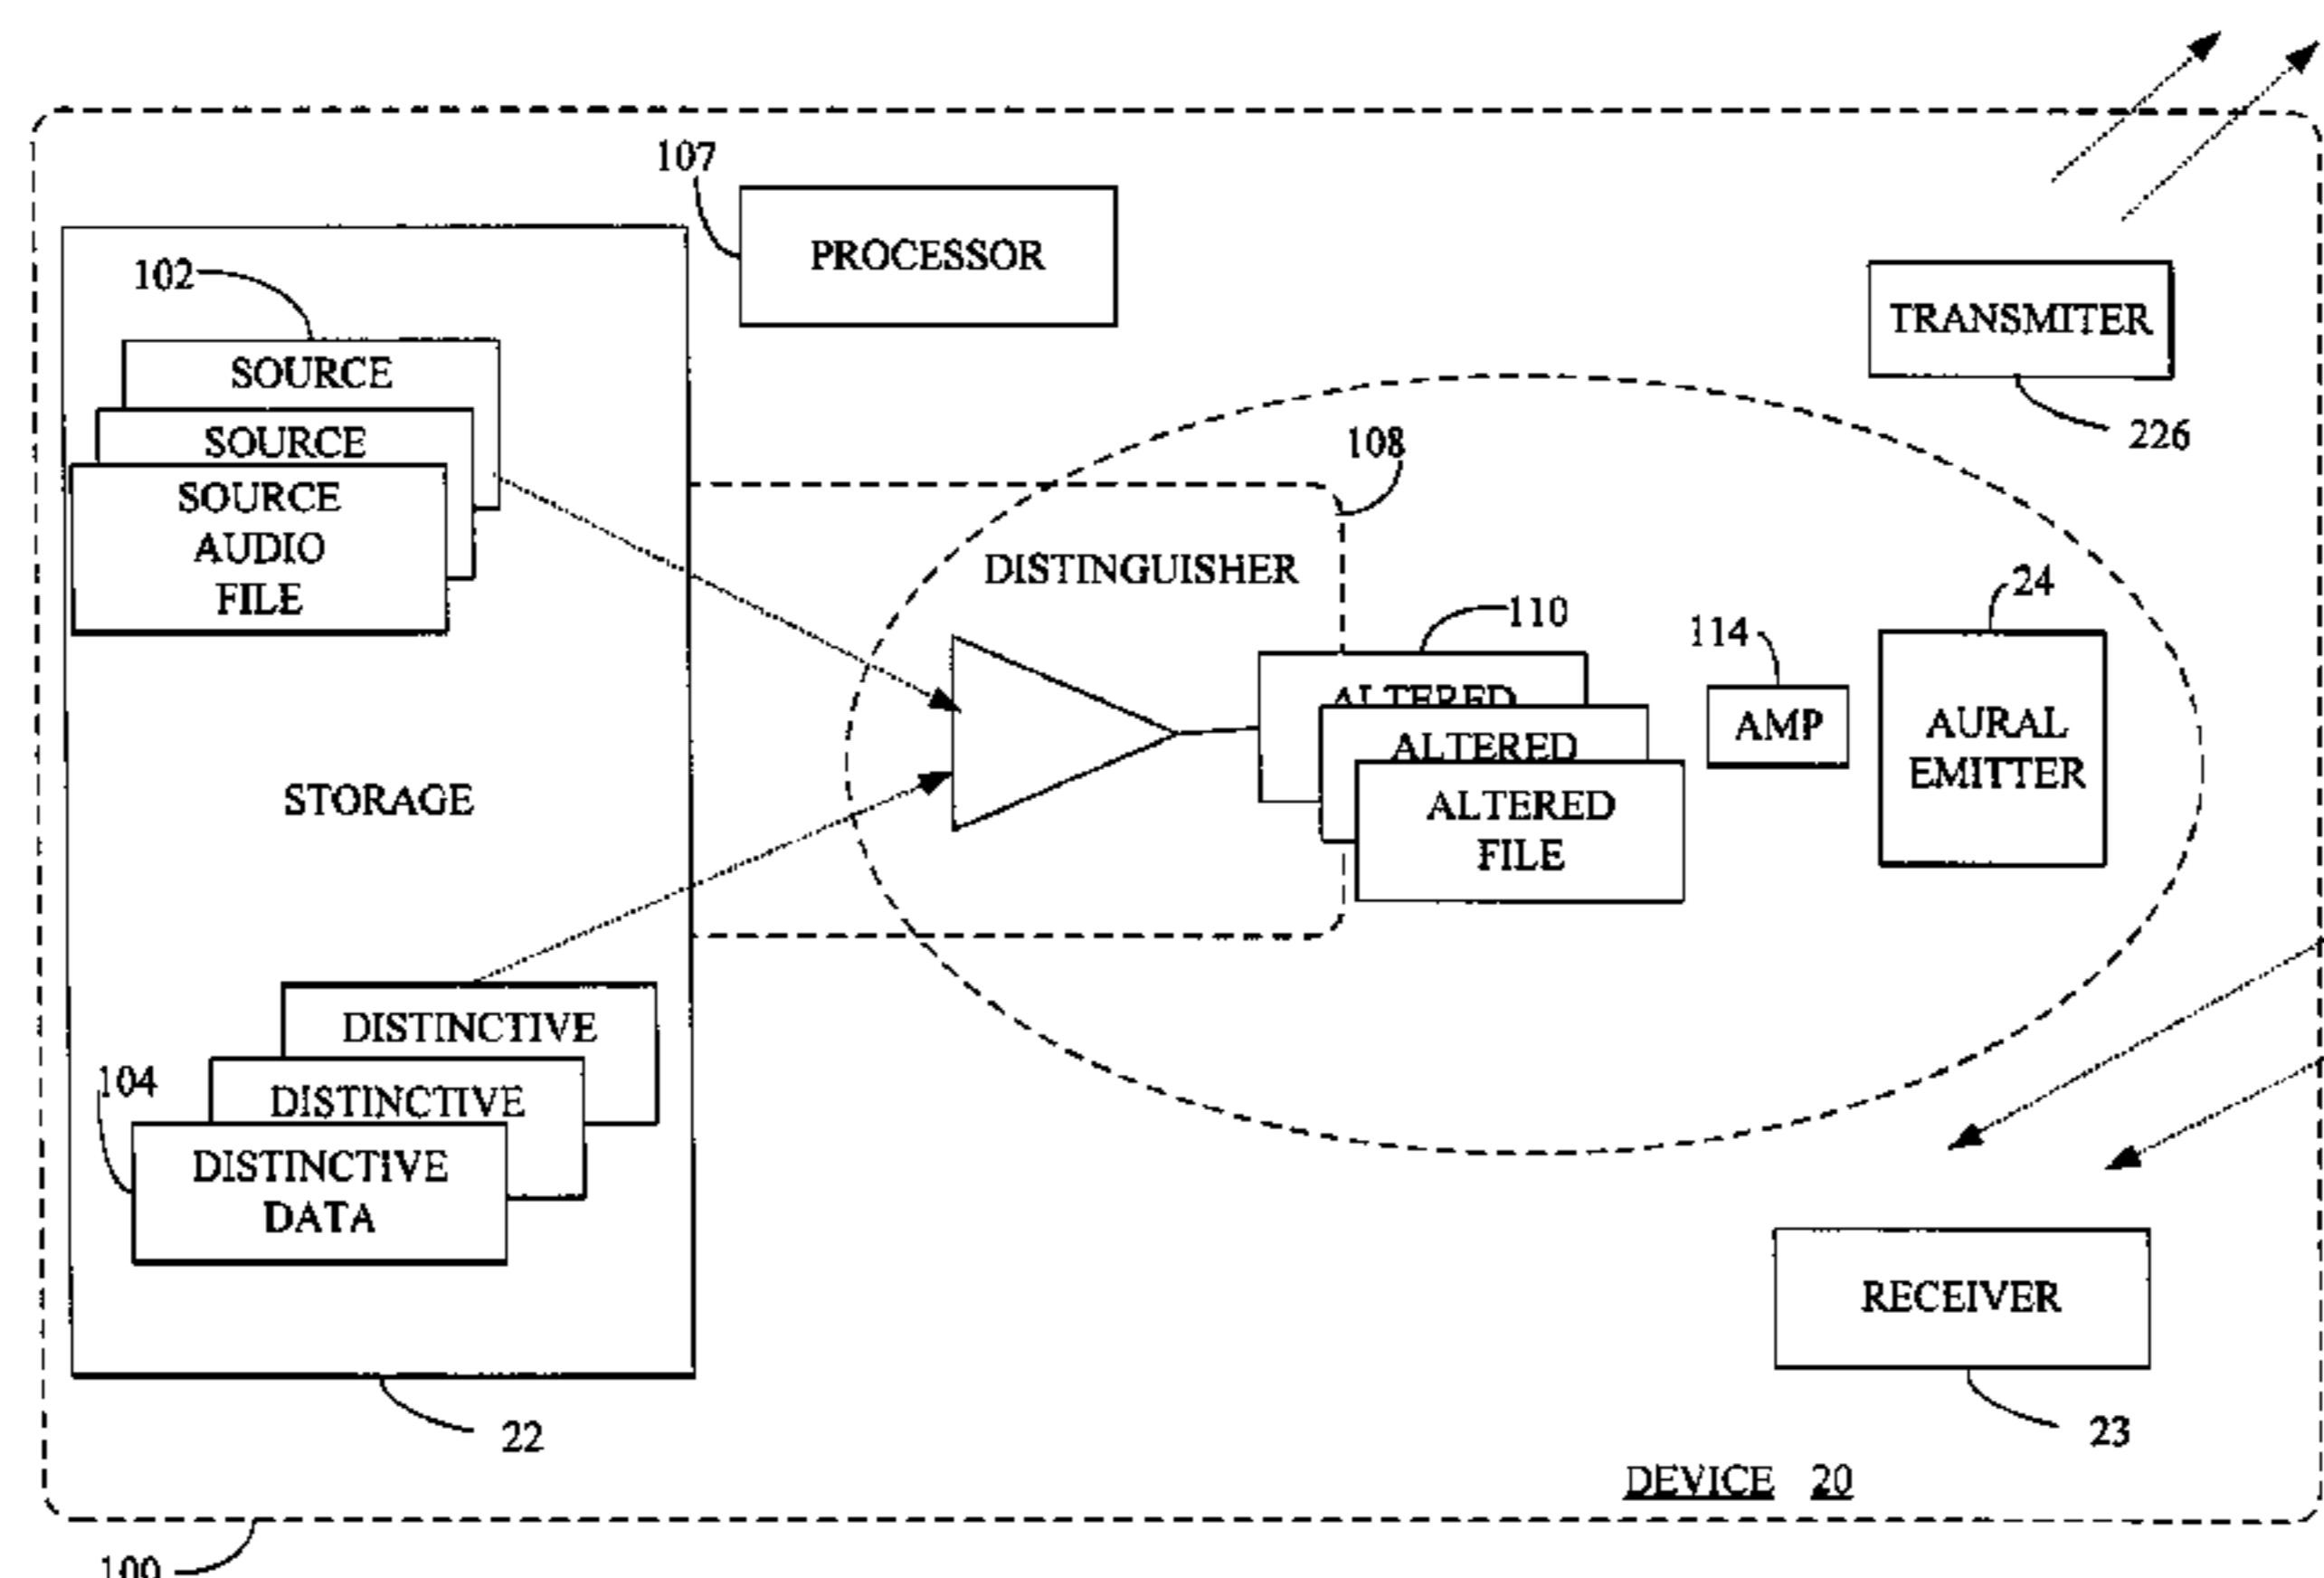 107
PROCESSOR
102
SOURCE
SOURCE
SOURCE
AUDIO
FILE
TRANSMITER
226
108
DISTINGUISHER
110
ALTERED
ALTERED
ALTERED
FILE
114
AMP
24
AURAL
EMITTER
STORAGE
DISTINCTIVE
DISTINCTIVE
104
DISTINCTIVE
DATA
RECEIVER
22
23
DEVICE 20
100